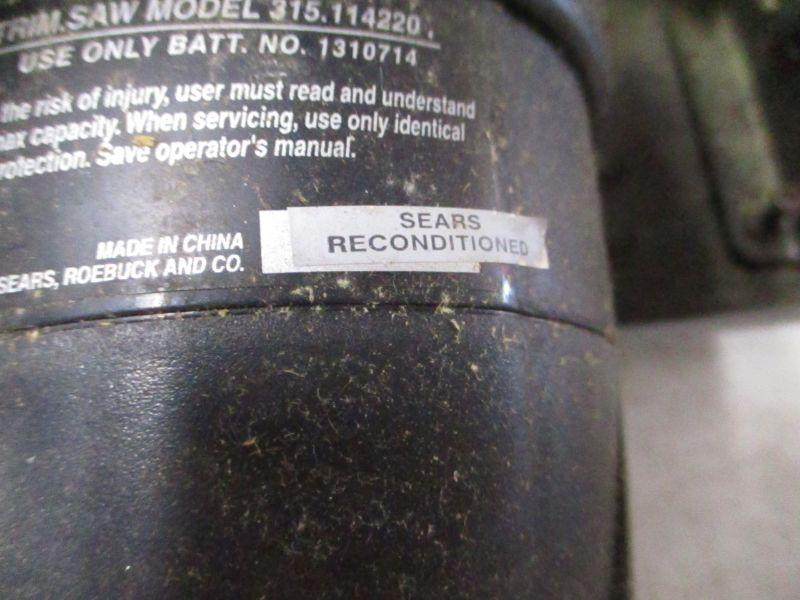 TRIM.SAW MODEL 315.114220,
USE ONLY BATT. NO. 1310714
the risk of injury, user must read and understand
max capacity. When servicing, use only identical
protection. Save operator's manual.
MADE IN CHINA
SEARS, ROEBUCK AND CO.
SEARS
RECONDITIONED